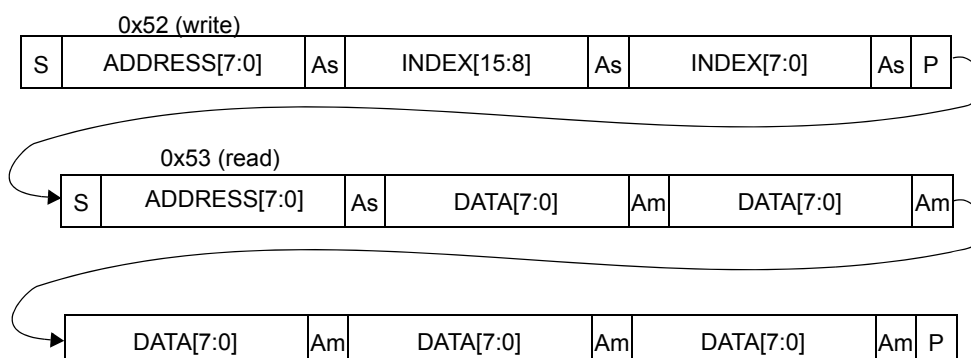 0x52 (write)
S ADDRESS[7:0] As INDEX[15:8] As INDEX[7:0] As P
0x53 (read)
S ADDRESS[7:0] As DATA[7:0] Am DATA[7:0] Am
DATA[7:0] Am DATA[7:0] Am DATA[7:0] Am P